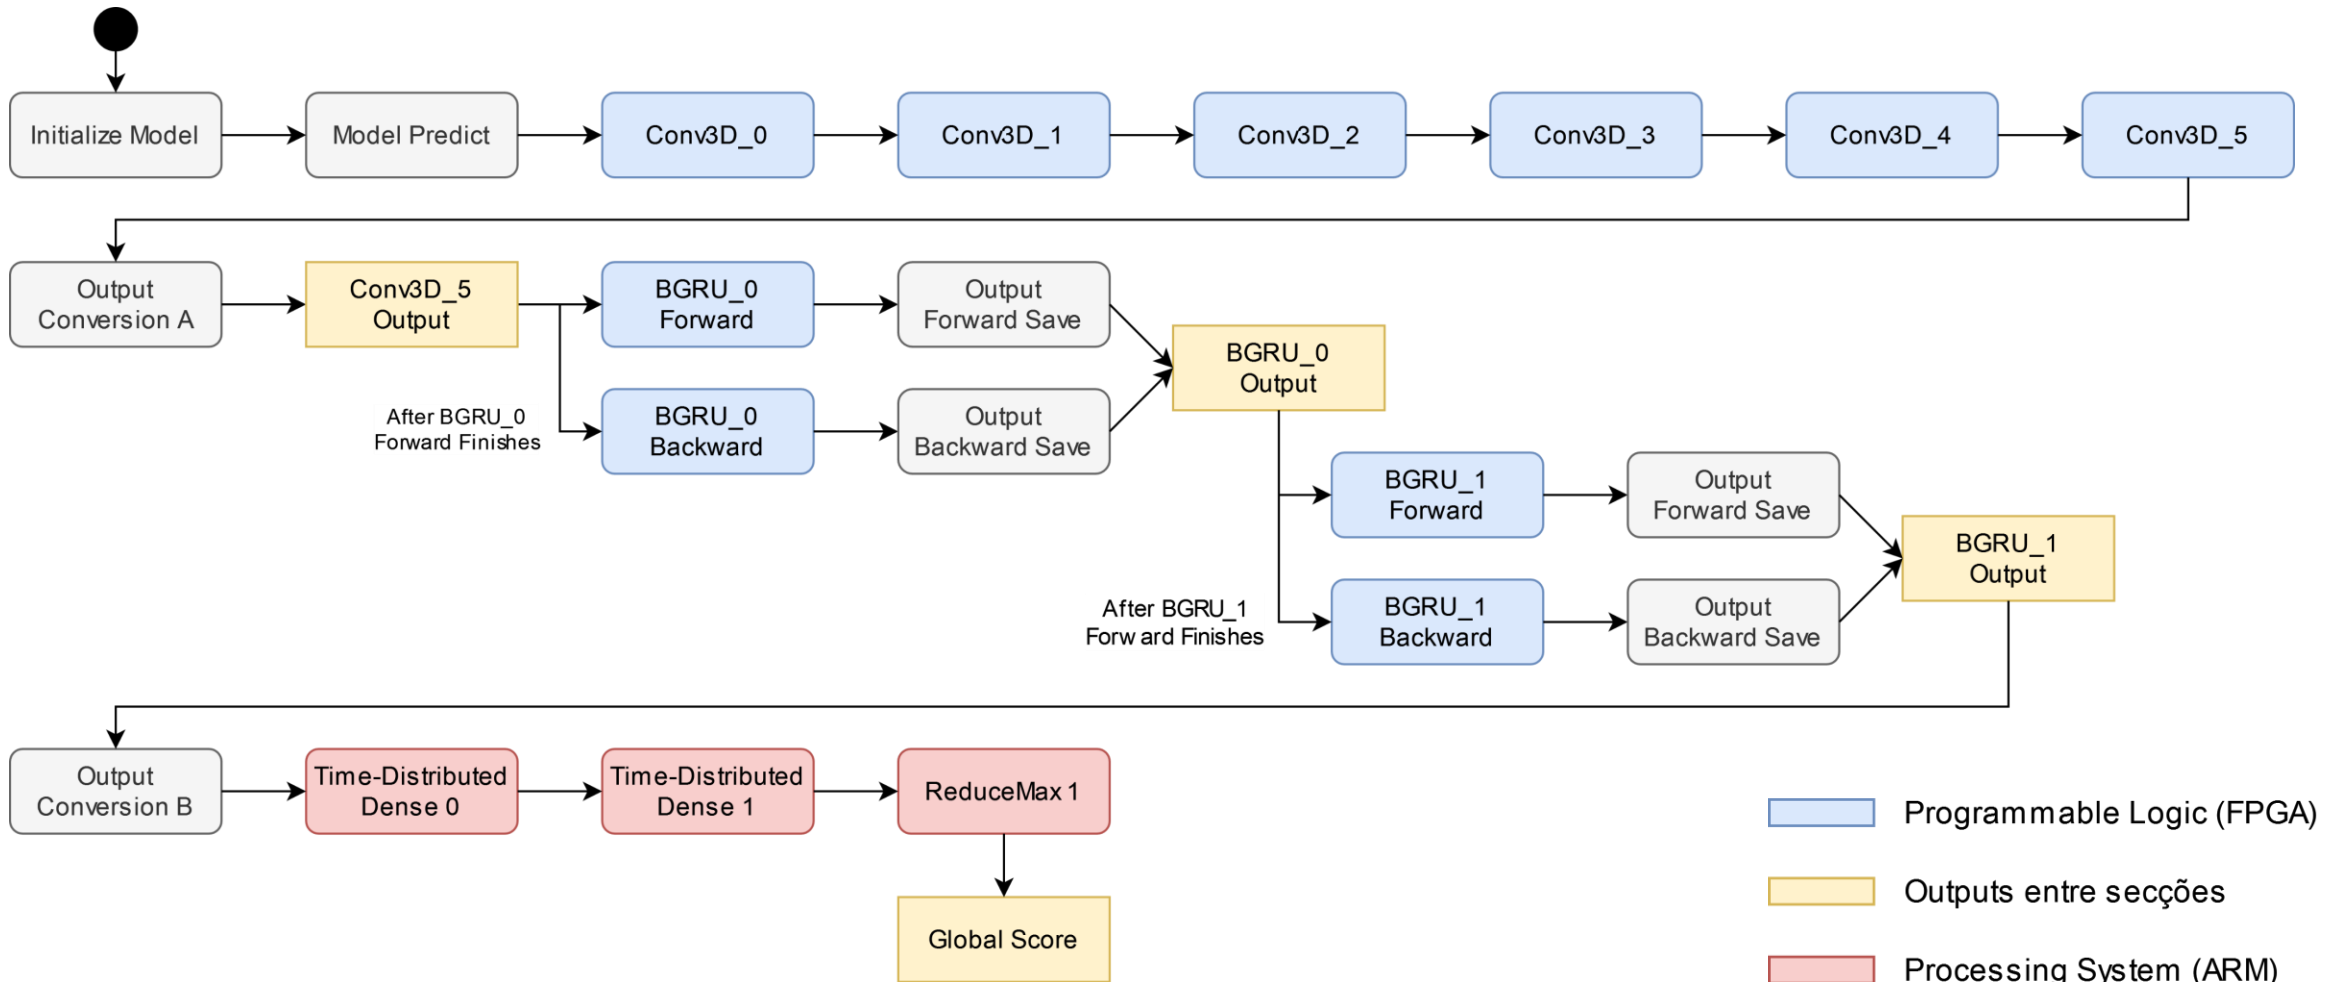 Initialize Model
Model Predict
Conv3D_0
Conv3D_1
Conv3D_2
Conv3D_3
Conv3D_4
Conv3D_5
Output
Conversion A
Conv3D_5
Output
BGRU_0
Forward
Output
Forward Save
After BGRU_0
Forward Finishes
BGRU_0
Backward
Output
Backward Save
BGRU_0
Output
BGRU_1
Forward
Output
Forward Save
After BGRU_1
Forward Finishes
BGRU_1
Backward
Output
Backward Save
BGRU_1
Output
Output
Conversion B
Time-Distributed
Dense 0
Time-Distributed
Dense 1
ReduceMax 1
Global Score
Programmable Logic (FPGA)
Outputs entre secções
Processing System (ARM)